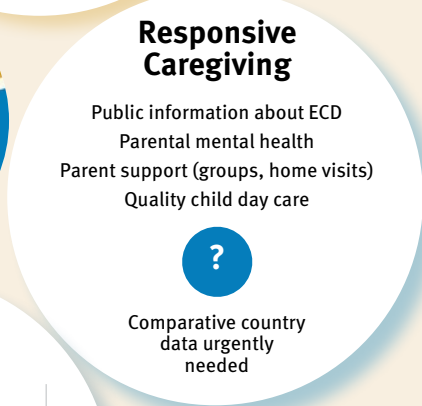 Responsive
Caregiving
Public information about ECD
Parental mental health
Parent support (groups, home visits)
Quality child day care
?
Comparative country
data urgently
needed